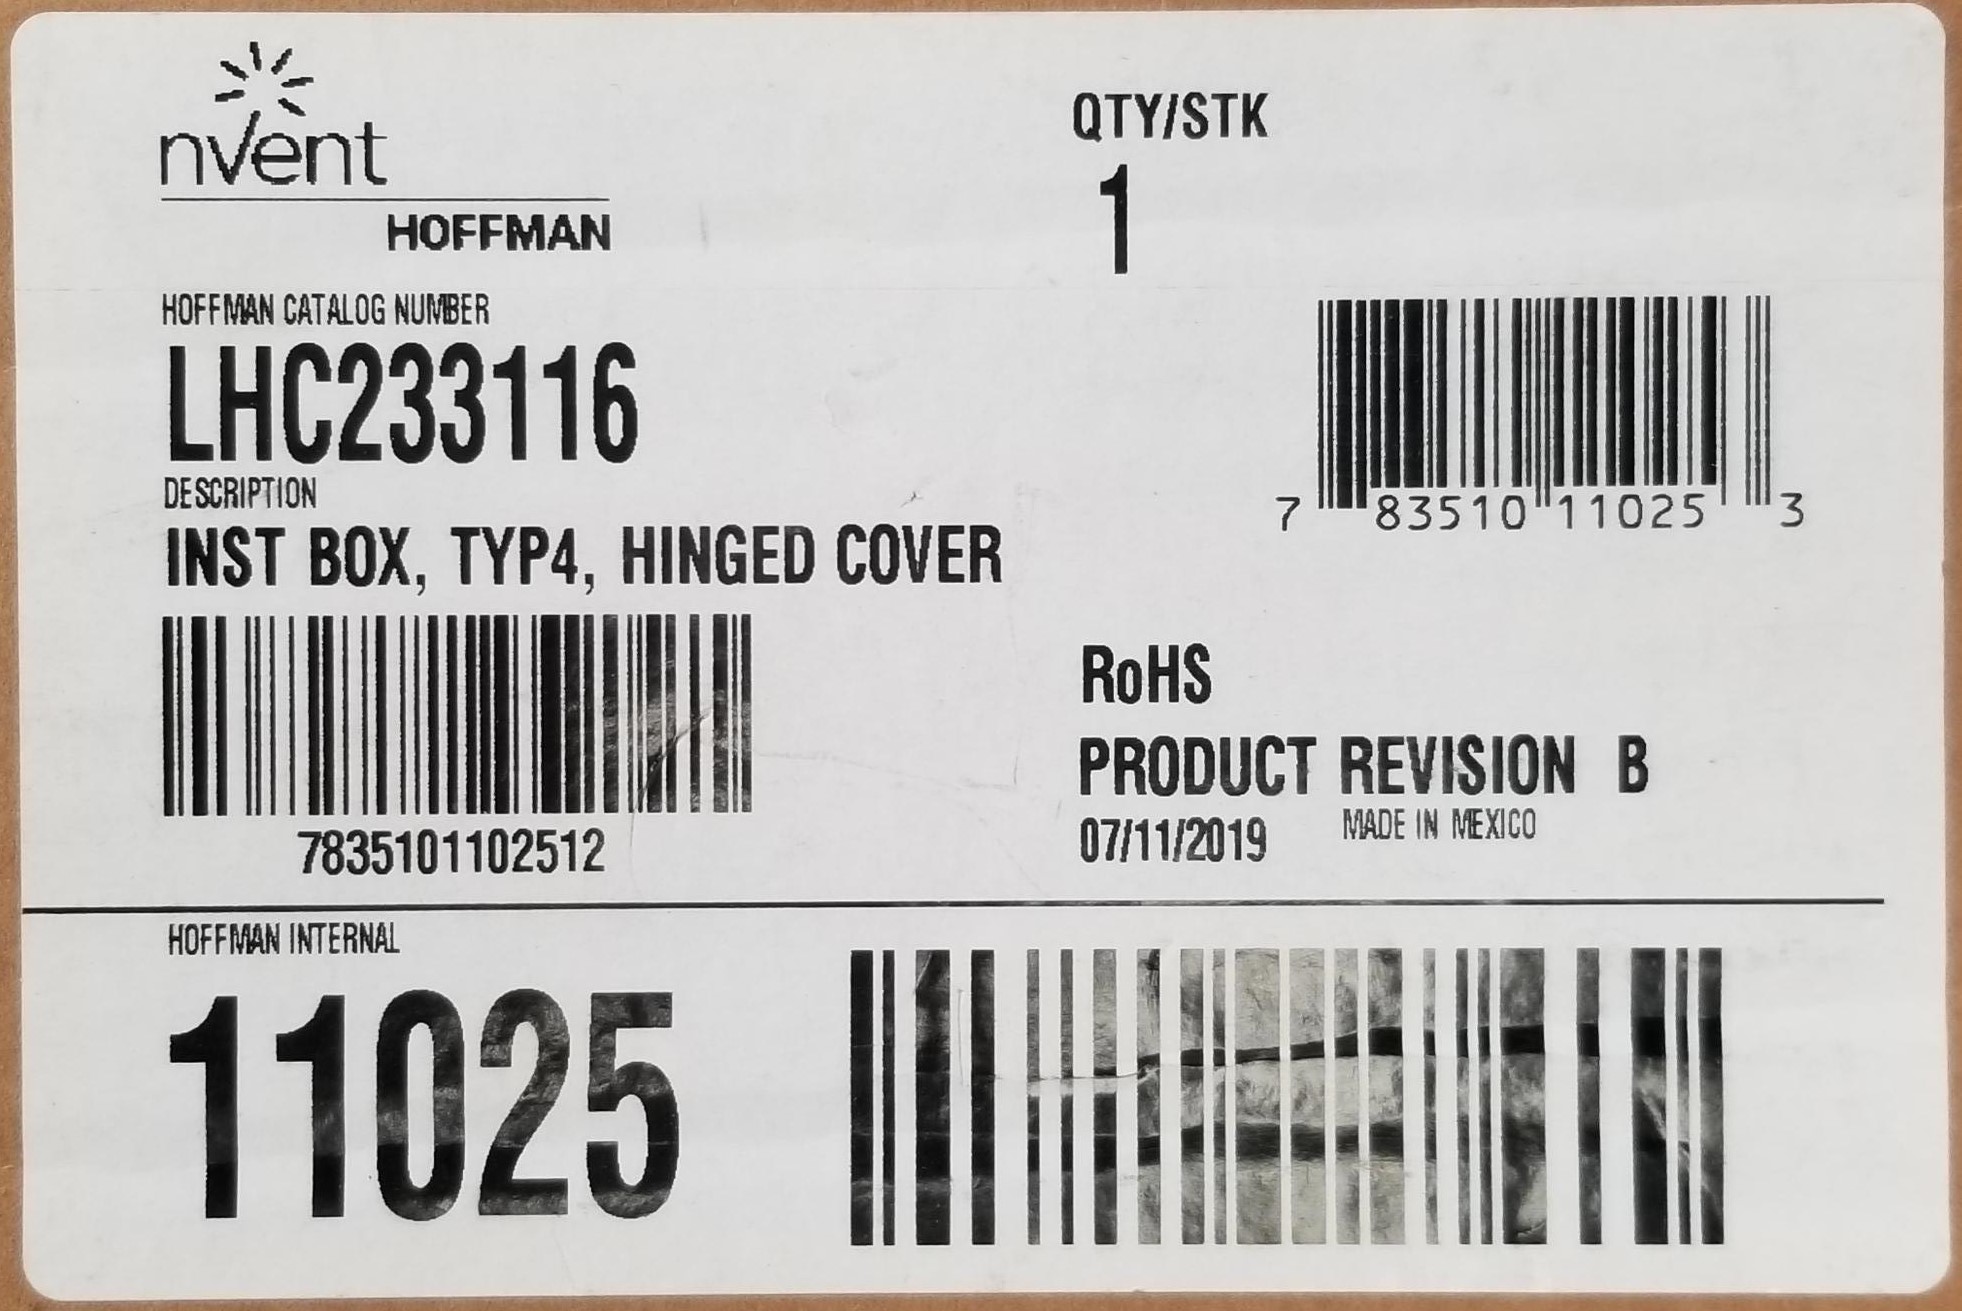 nVent
HOFFMAN
QTY/STK
1
HOFFMAN CATALOG NUMBER
LHC233116
DESCRIPTION
INST BOX, TYP4, HINGED COVER
7 83510 11025 3
7835101102512
RoHS
PRODUCT REVISION B
07/11/2019 MADE IN MEXICO
HOFFMAN INTERNAL
11025